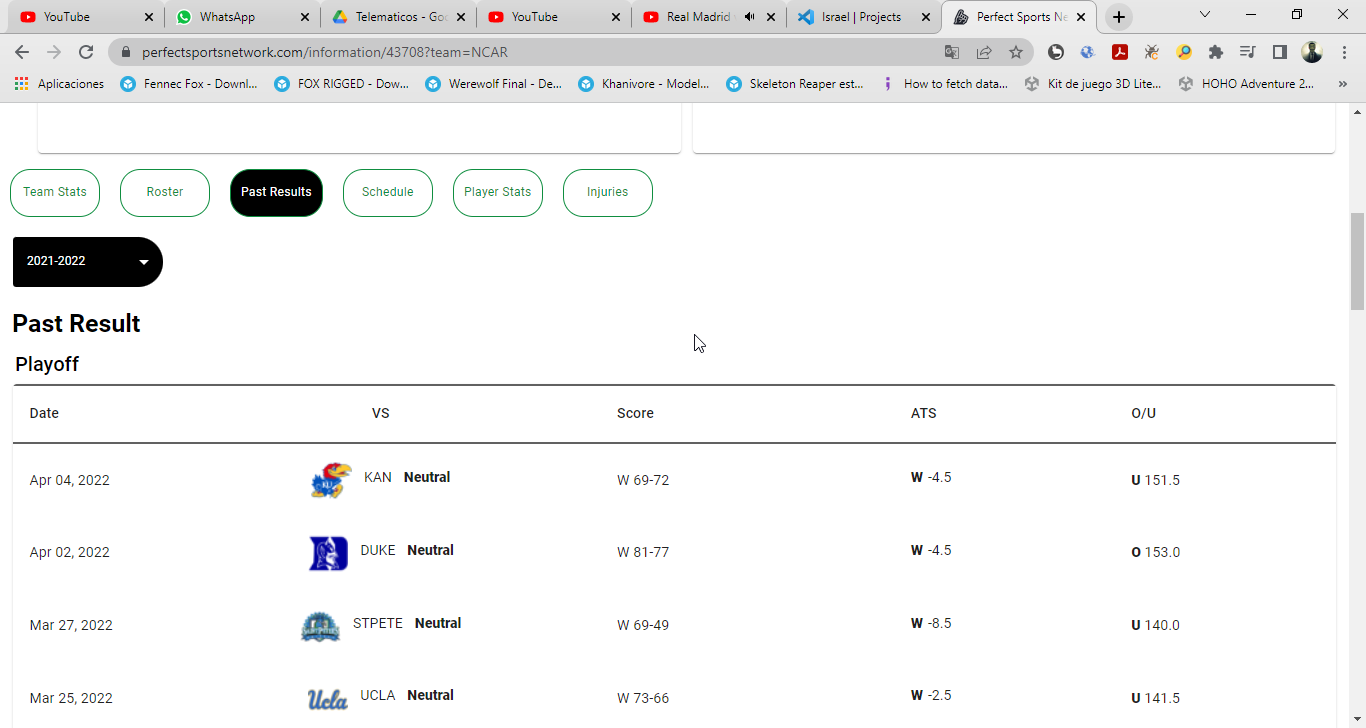 YouTube WhatsApp Telematicos - Goo YouTube Real Madrid Israel | Projects Perfect Sports Ne
perfectsportsnetwork.com/information/43708?team=NCAR
Aplicaciones Fennec Fox - Downl... FOX RIGGED - Dow... Werewolf Final - De... Khanivore - Model... Skeleton Reaper est... How to fetch data... Kit de juego 3D Lite... HOHO Adventure 2... »
Team Stats Roster Past Results Schedule Player Stats Injuries
2021-2022
Past Result
Playoff
Date VS Score ATS O/U
Apr 04, 2022 KAN Neutral W 69-72 W -4.5 U 151.5
Apr 02, 2022 DUKE Neutral W 81-77 W -4.5 O 153.0
Mar 27, 2022 STPETE Neutral W 69-49 W -8.5 U 140.0
Mar 25, 2022 Ucla UCLA Neutral W 73-66 W -2.5 U 141.5